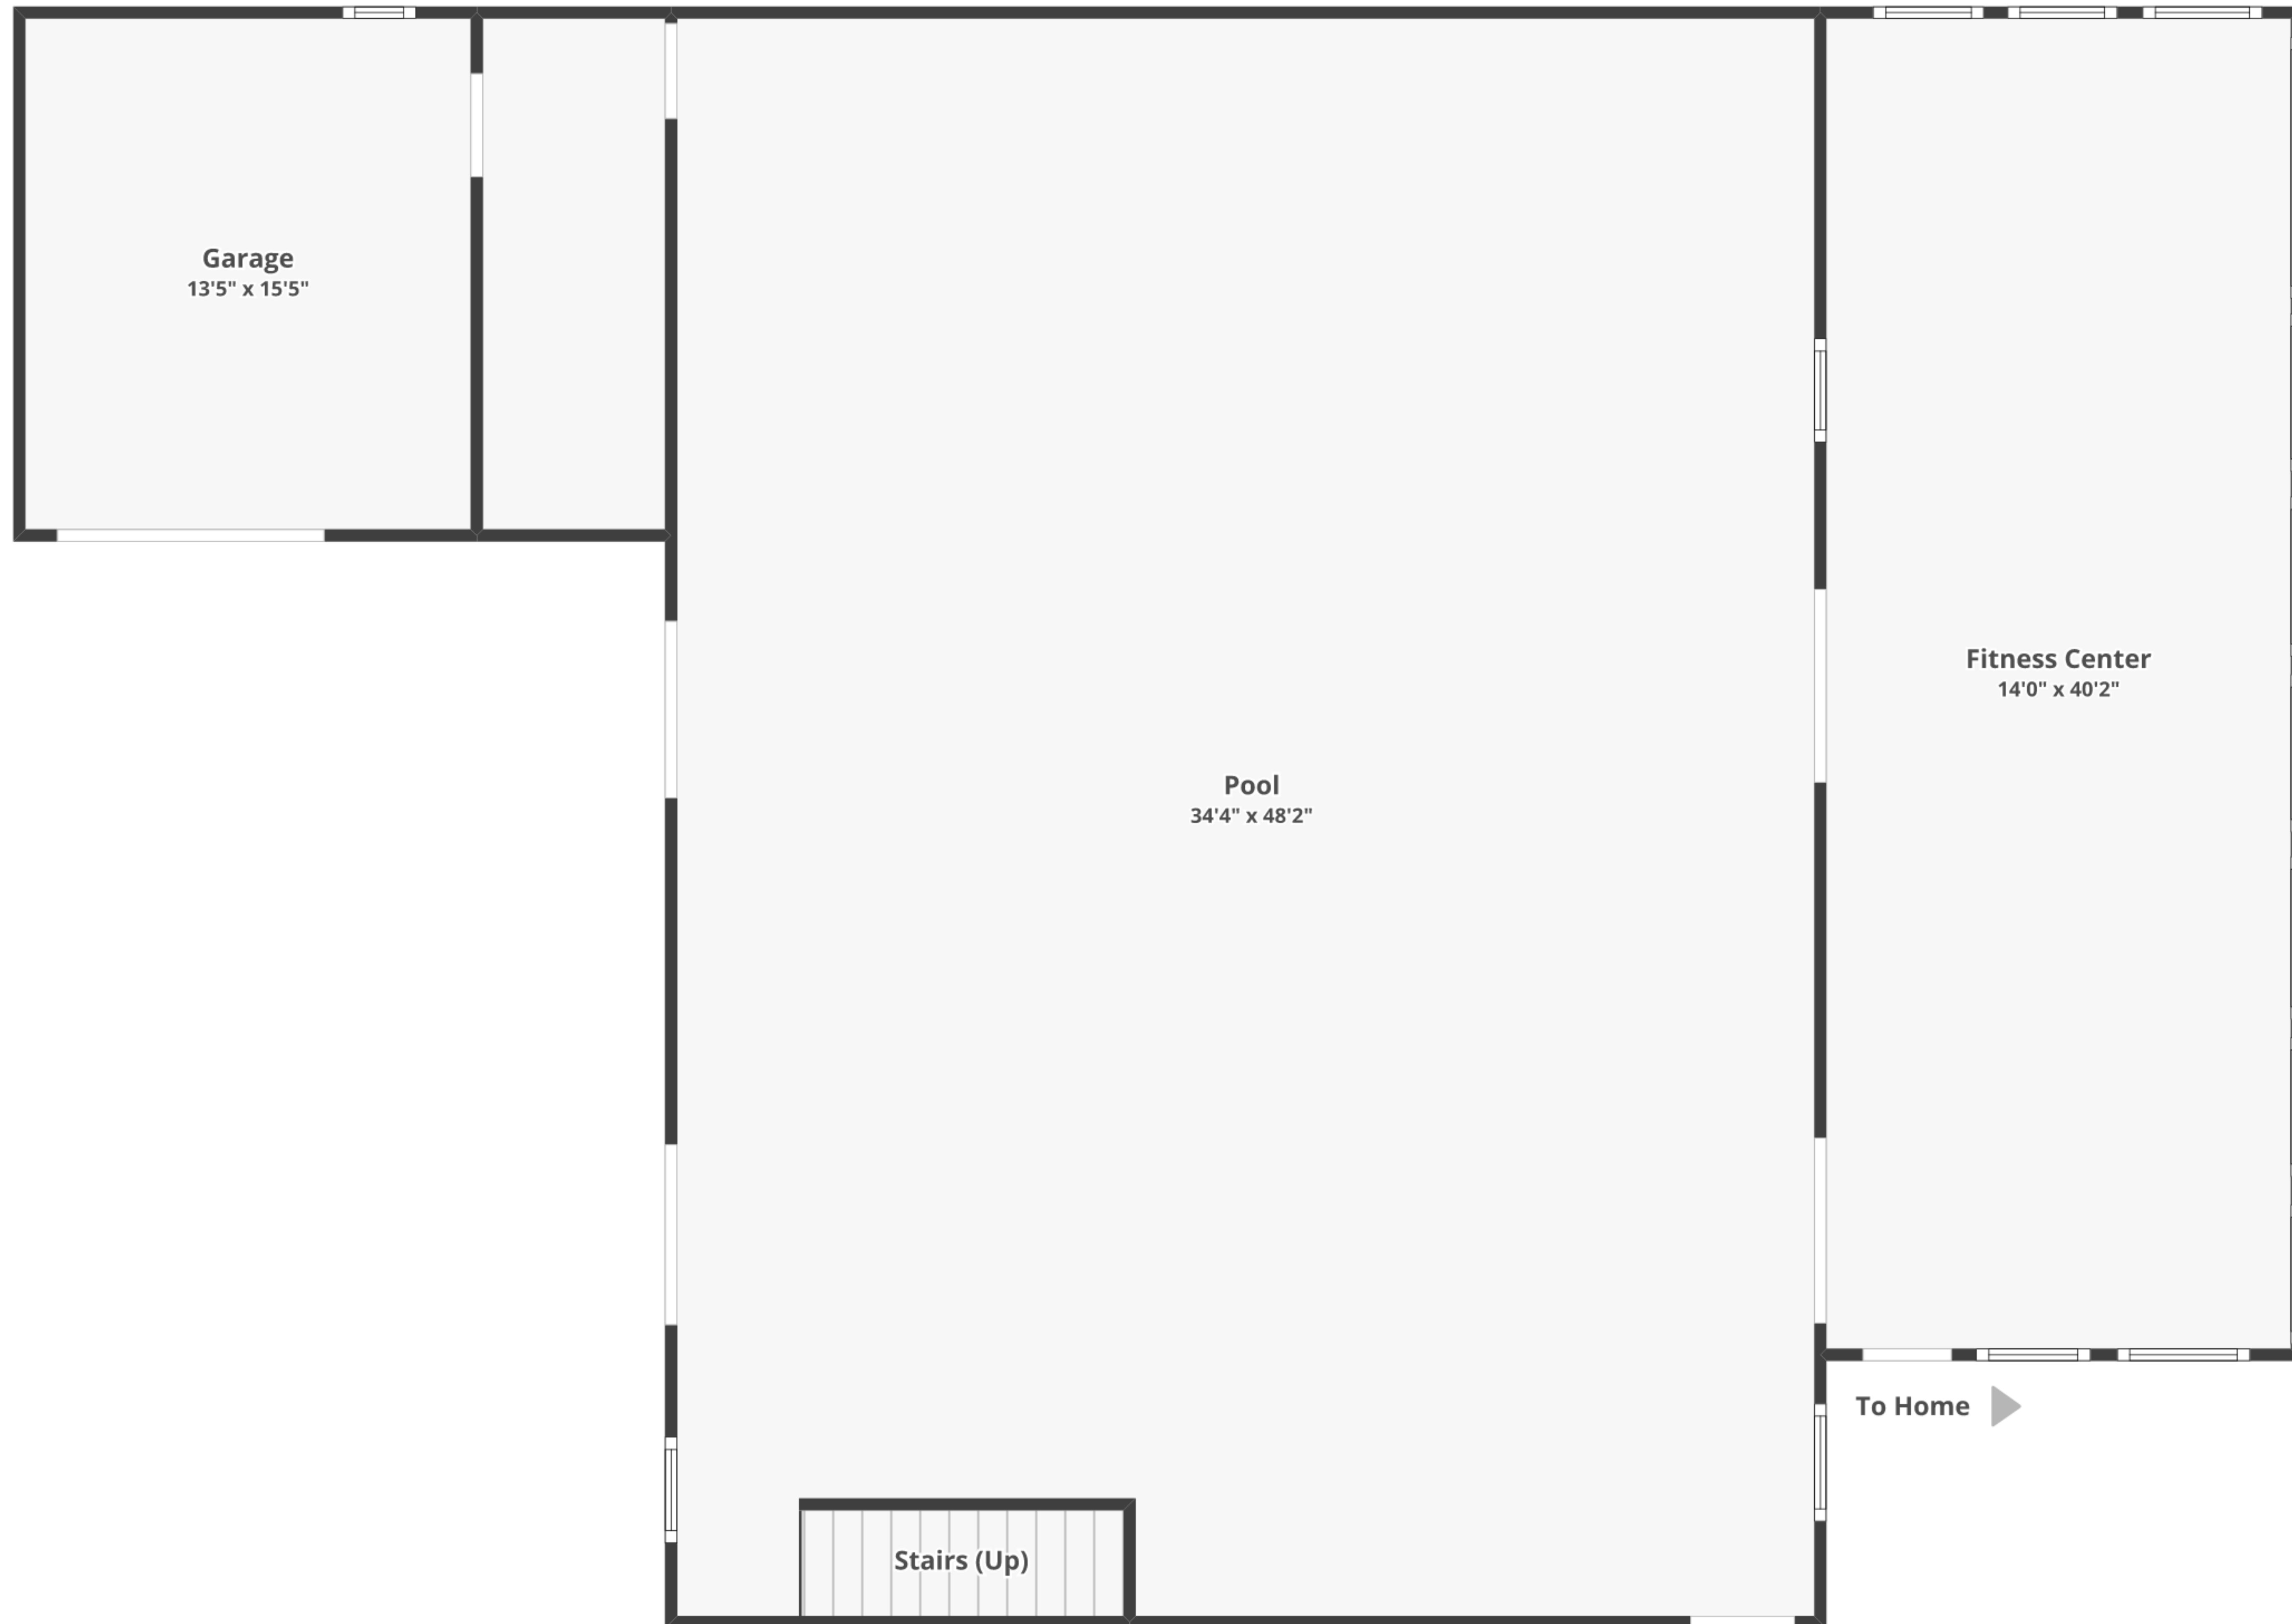 Garage
13'5" x 15'5"
Fitness Center
14'0" x 40'2"
Pool
34'4" x 48'2"
To Home
Stairs (Up)